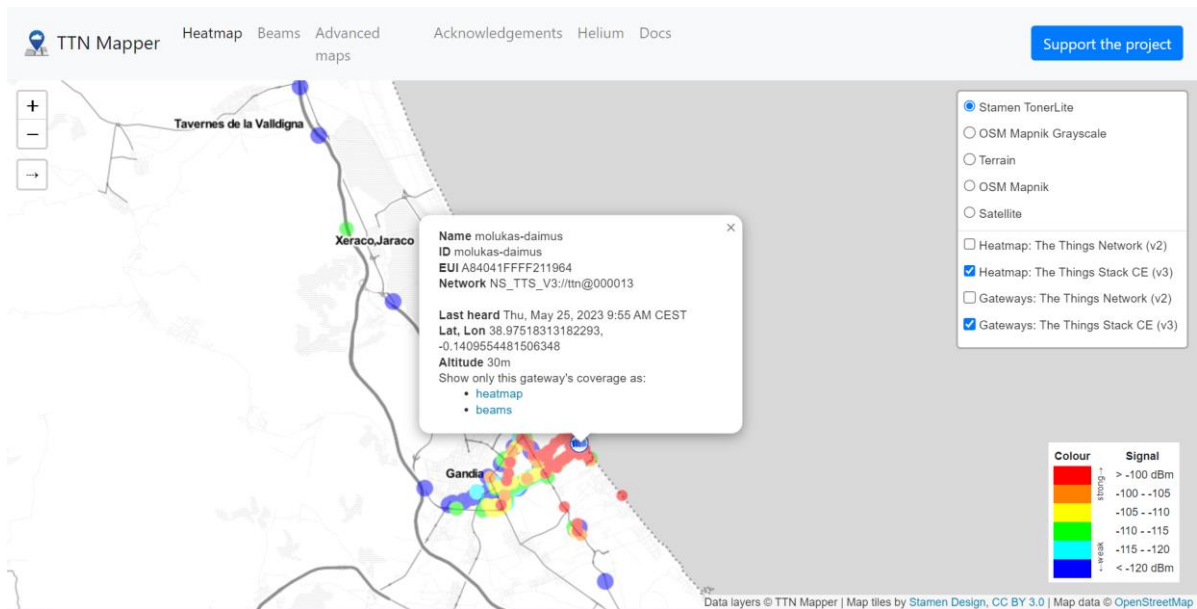 TTN Mapper
Heatmap Beams Advanced maps Acknowledgements Helium Docs
Support the project
+
−
→
Tavernes de la Valldigna
Xeraco,Jaraco
Gandia
×
Name molukas-daimus
ID molukas-daimus
EUI A84041FFFF211964
Network NS_TTS_V3://ttn@000013
Last heard Thu, May 25, 2023 9:55 AM CEST
Lat, Lon 38.97518313182293,
-0.1409554481506348
Altitude 30m
Show only this gateway's coverage as:
• heatmap
• beams
Stamen TonerLite
OSM Mapnik Grayscale
Terrain
OSM Mapnik
Satellite
Heatmap: The Things Network (v2)
Heatmap: The Things Stack CE (v3)
Gateways: The Things Network (v2)
Gateways: The Things Stack CE (v3)
Colour Signal
strong→
> -100 dBm
-100 - -105
-105 - -110
-110 - -115
-115 - -120
< -120 dBm
←weak
Data layers © TTN Mapper | Map tiles by Stamen Design, CC BY 3.0 | Map data © OpenStreetMap